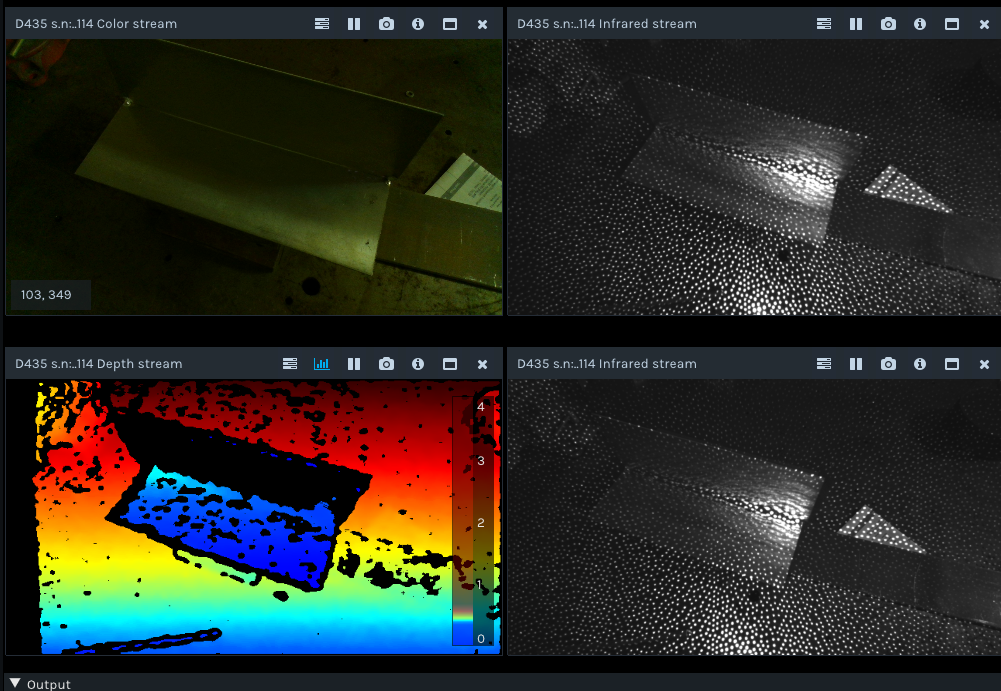 D435 s.n:..114 Color stream
D435 s.n:..114 Infrared stream
103, 349
D435 s.n:..114 Depth stream
D435 s.n:..114 Infrared stream
4
3
2
1
0
Output